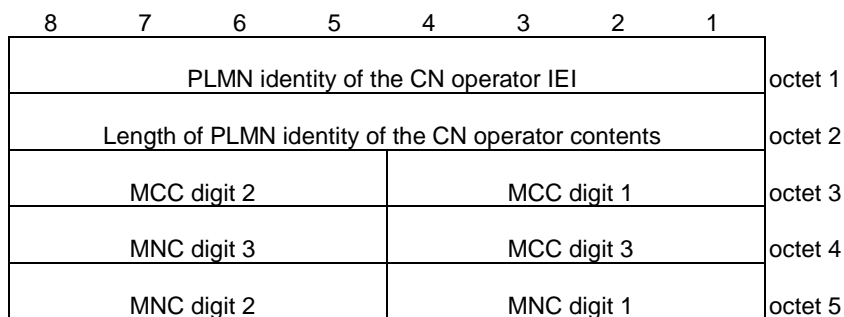 8 7 6 5 4 3 2 1
PLMN identity of the CN operator IEI octet 1
Length of PLMN identity of the CN operator contents octet 2
MCC digit 2 MCC digit 1 octet 3
MNC digit 3 MCC digit 3 octet 4
MNC digit 2 MNC digit 1 octet 5